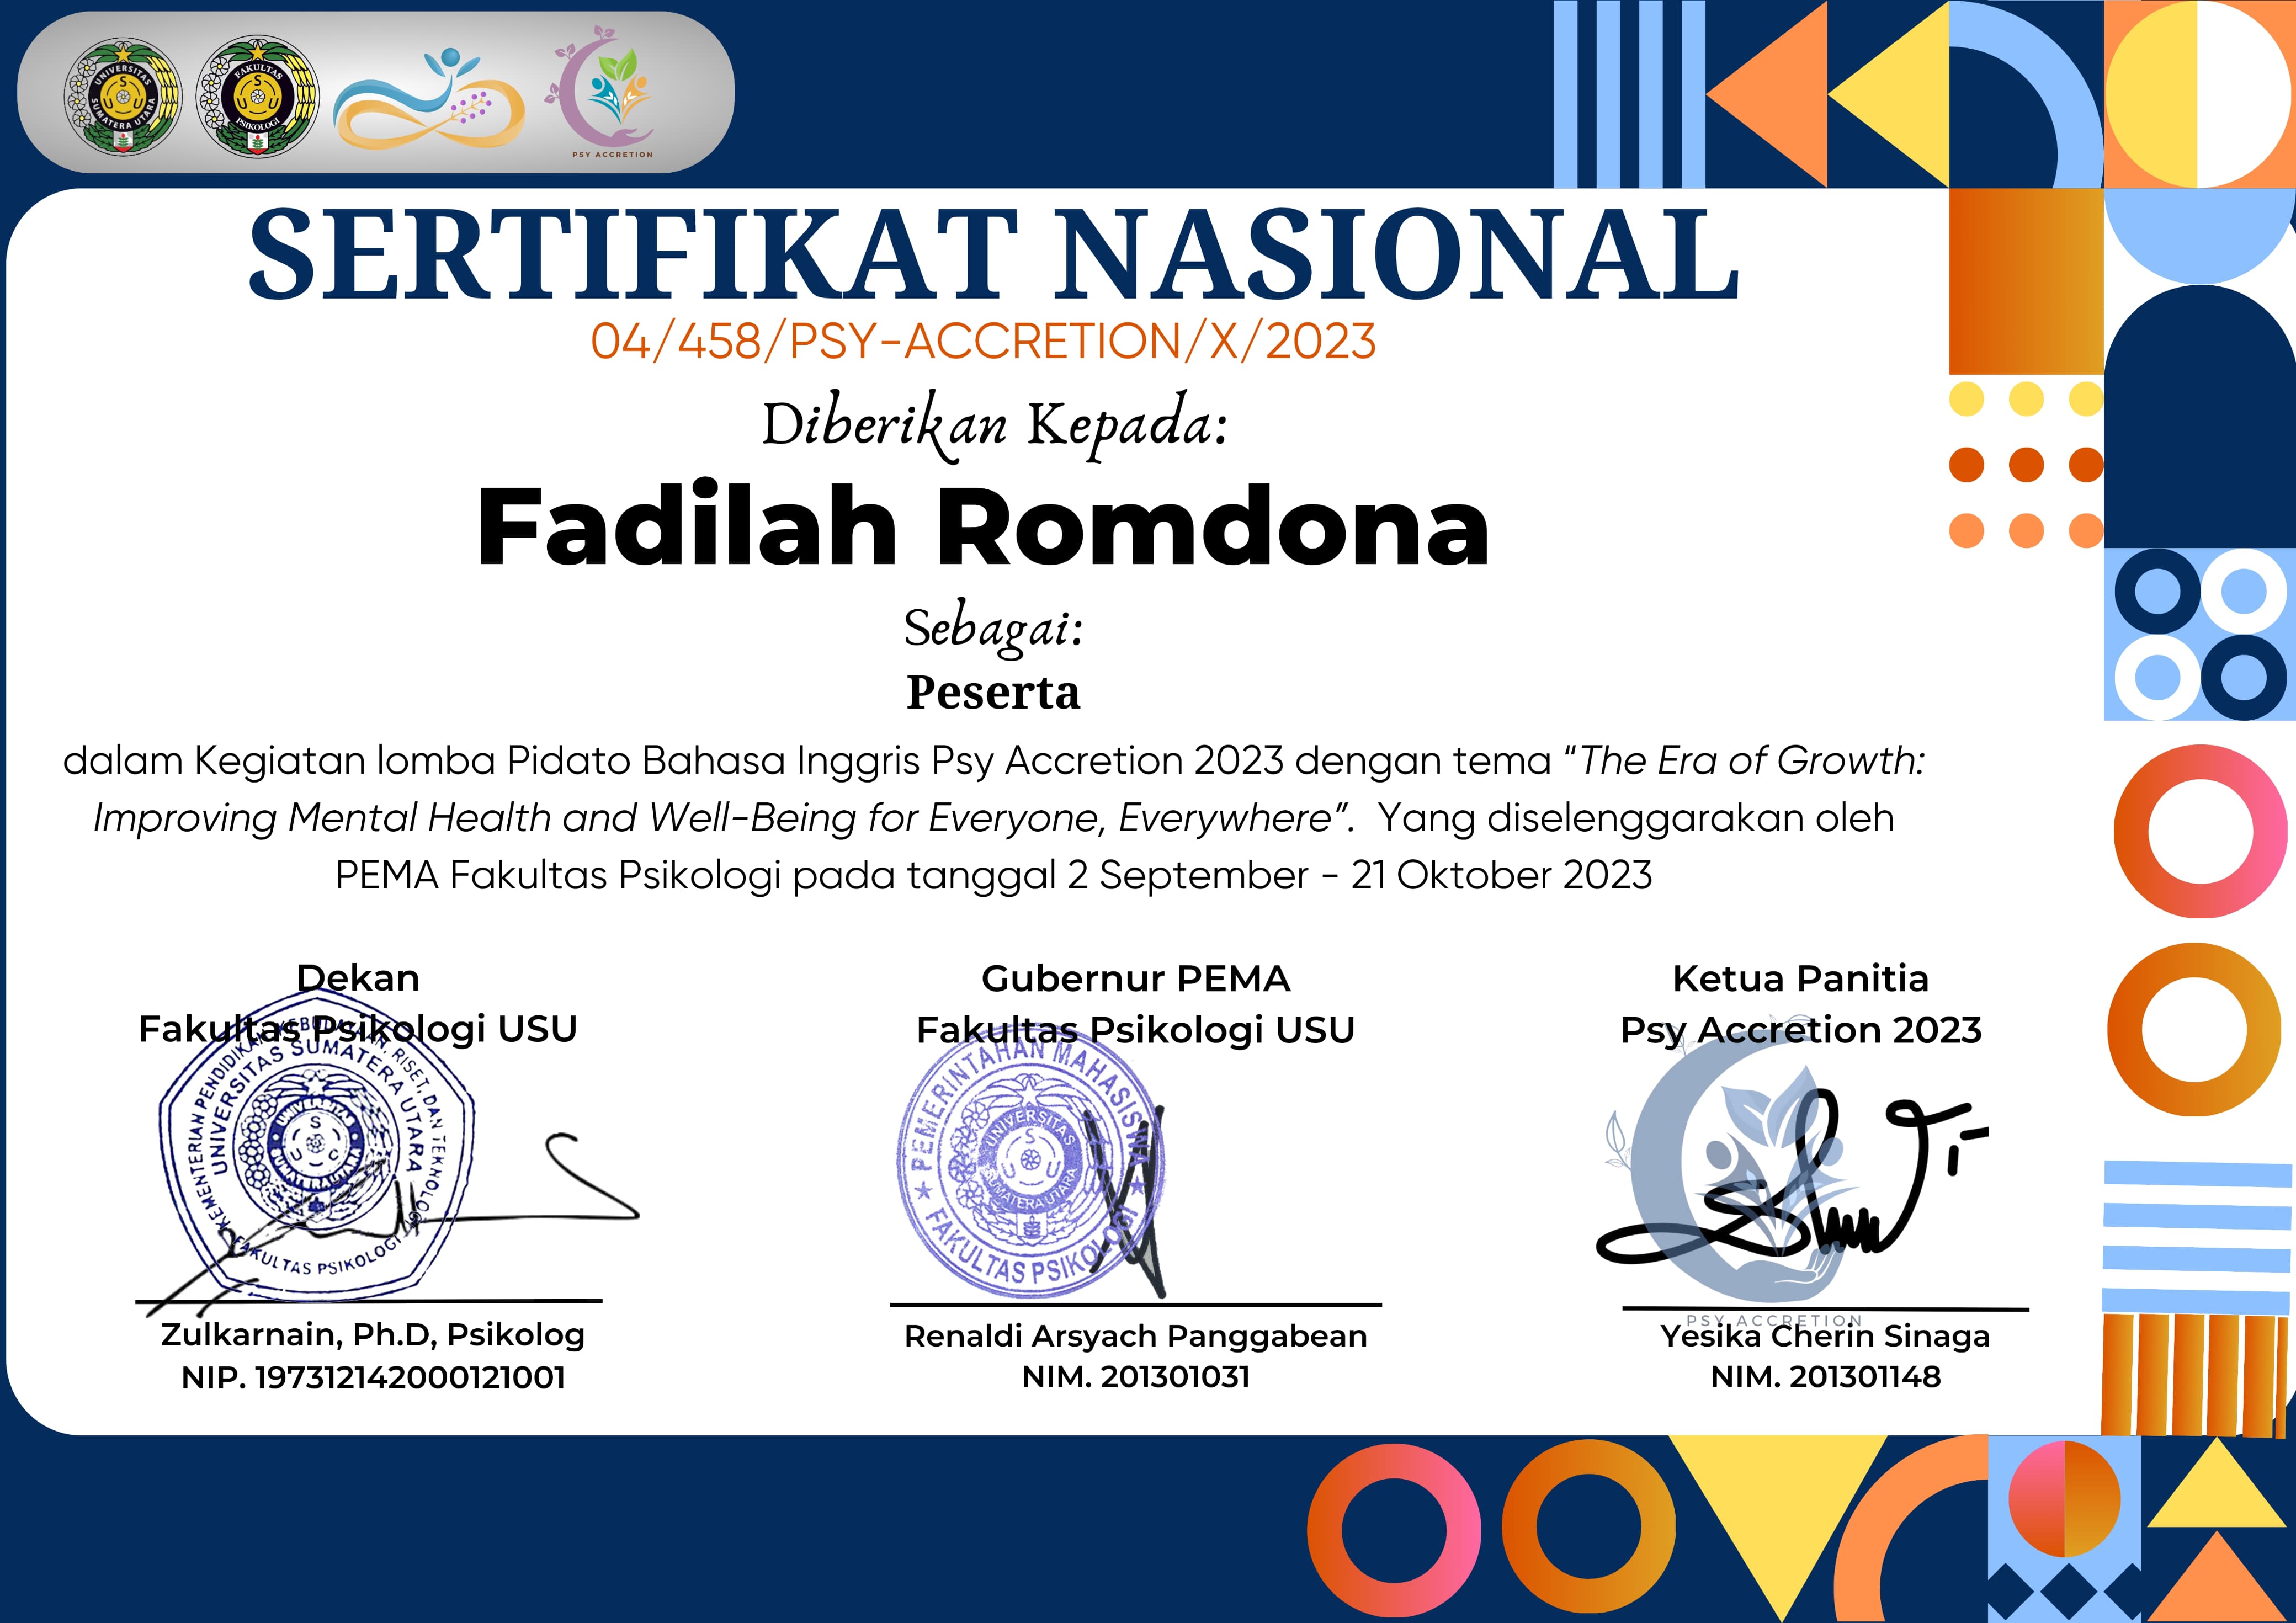 UNIVERSITAS SUMATERA UTARA
FAKULTAS PSIKOLOGI
PSY ACCRETION
SERTIFIKAT NASIONAL
04/458/PSY-ACCRETION/X/2023
Diberikan Kepada:
Fadilah Romdona
Sebagai:
Peserta
dalam Kegiatan lomba Pidato Bahasa Inggris Psy Accretion 2023 dengan tema “The Era of Growth:
Improving Mental Health and Well-Being for Everyone, Everywhere”. Yang diselenggarakan oleh
PEMA Fakultas Psikologi pada tanggal 2 September - 21 Oktober 2023
Dekan
Fakultas Psikologi USU
KEMENTERIAN PENDIDIKAN, KEBUDAYAAN, RISET, DAN TEKNOLOGI
UNIVERSITAS SUMATERA UTARA
FAKULTAS PSIKOLOGI
Zulkarnain, Ph.D, Psikolog
NIP. 197312142000121001
Gubernur PEMA
Fakultas Psikologi USU
PEMERINTAHAN MAHASISWA
UNIVERSITAS SUMATERA UTARA
FAKULTAS PSIKOLOGI
Renaldi Arsyach Panggabean
NIM. 201301031
Ketua Panitia
Psy Accretion 2023
PSY ACCRETION
Yesika Cherin Sinaga
NIM. 201301148